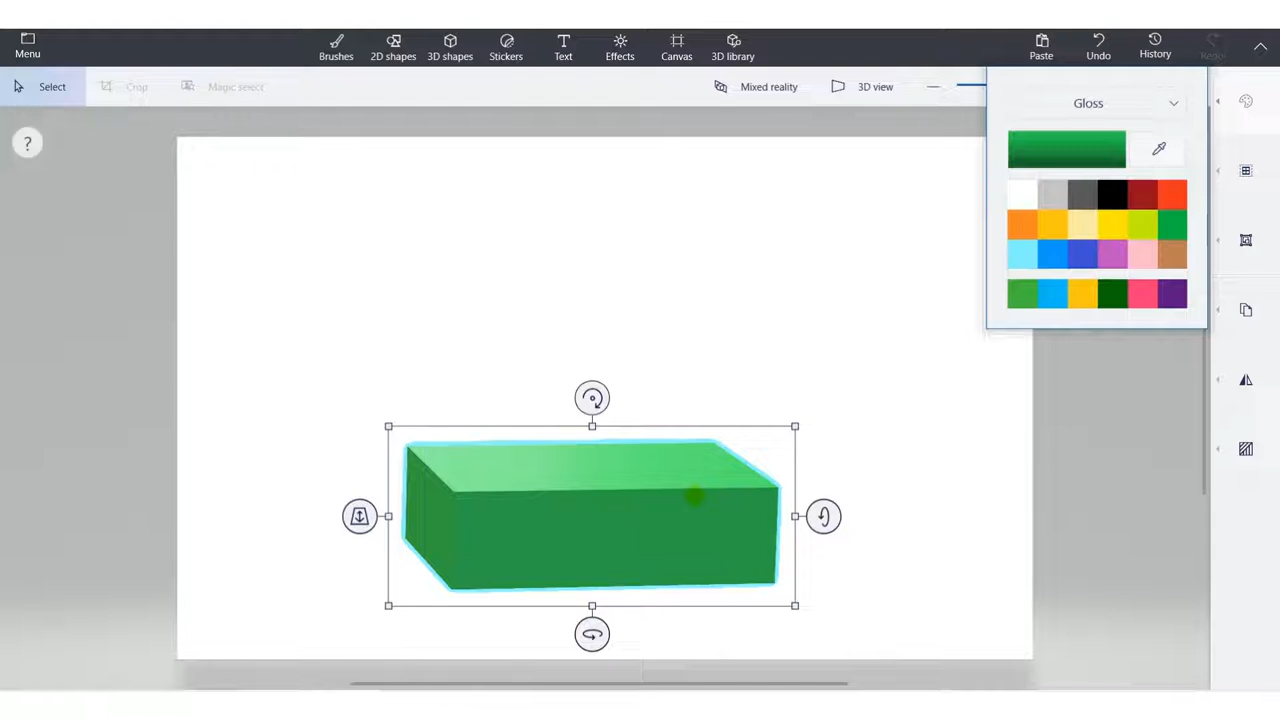 Menu
Brushes
2D shapes
3D shapes
Stickers
Text
Effects
Canvas
3D library
Paste
Undo
History
Redo
Select
Crop
Magic select
Mixed reality
3D view
Gloss
?